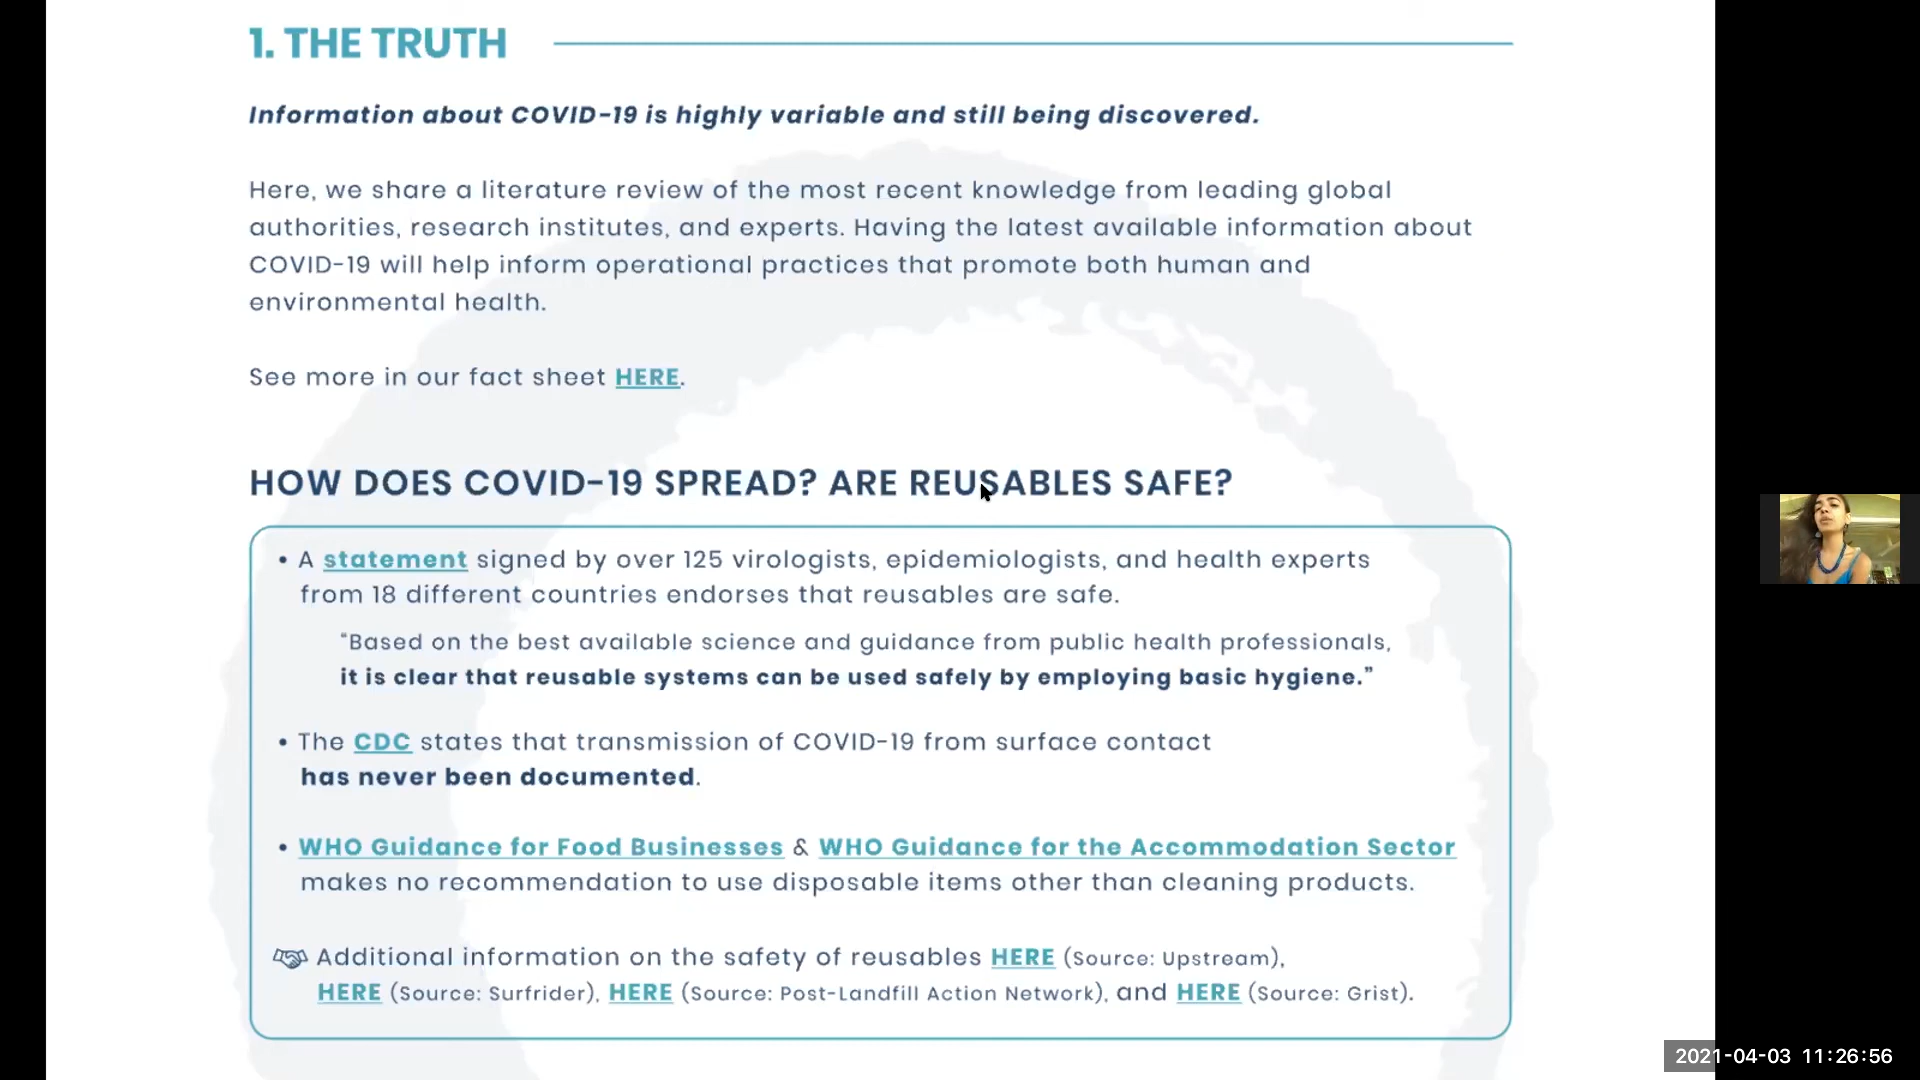 1. THE TRUTH
Information about COVID-19 is highly variable and still being discovered.
Here, we share a literature review of the most recent knowledge from leading global
authorities, research institutes, and experts. Having the latest available information about
COVID-19 will help inform operational practices that promote both human and
environmental health.
See more in our fact sheet HERE.
HOW DOES COVID-19 SPREAD? ARE REUSABLES SAFE?
• A statement signed by over 125 virologists, epidemiologists, and health experts
from 18 different countries endorses that reusables are safe.
“Based on the best available science and guidance from public health professionals,
it is clear that reusable systems can be used safely by employing basic hygiene.”
• The CDC states that transmission of COVID-19 from surface contact
has never been documented.
• WHO Guidance for Food Businesses & WHO Guidance for the Accommodation Sector
makes no recommendation to use disposable items other than cleaning products.
Additional information on the safety of reusables HERE (Source: Upstream),
HERE (Source: Surfrider), HERE (Source: Post-Landfill Action Network), and HERE (Source: Grist).
2021-04-03 11:26:56